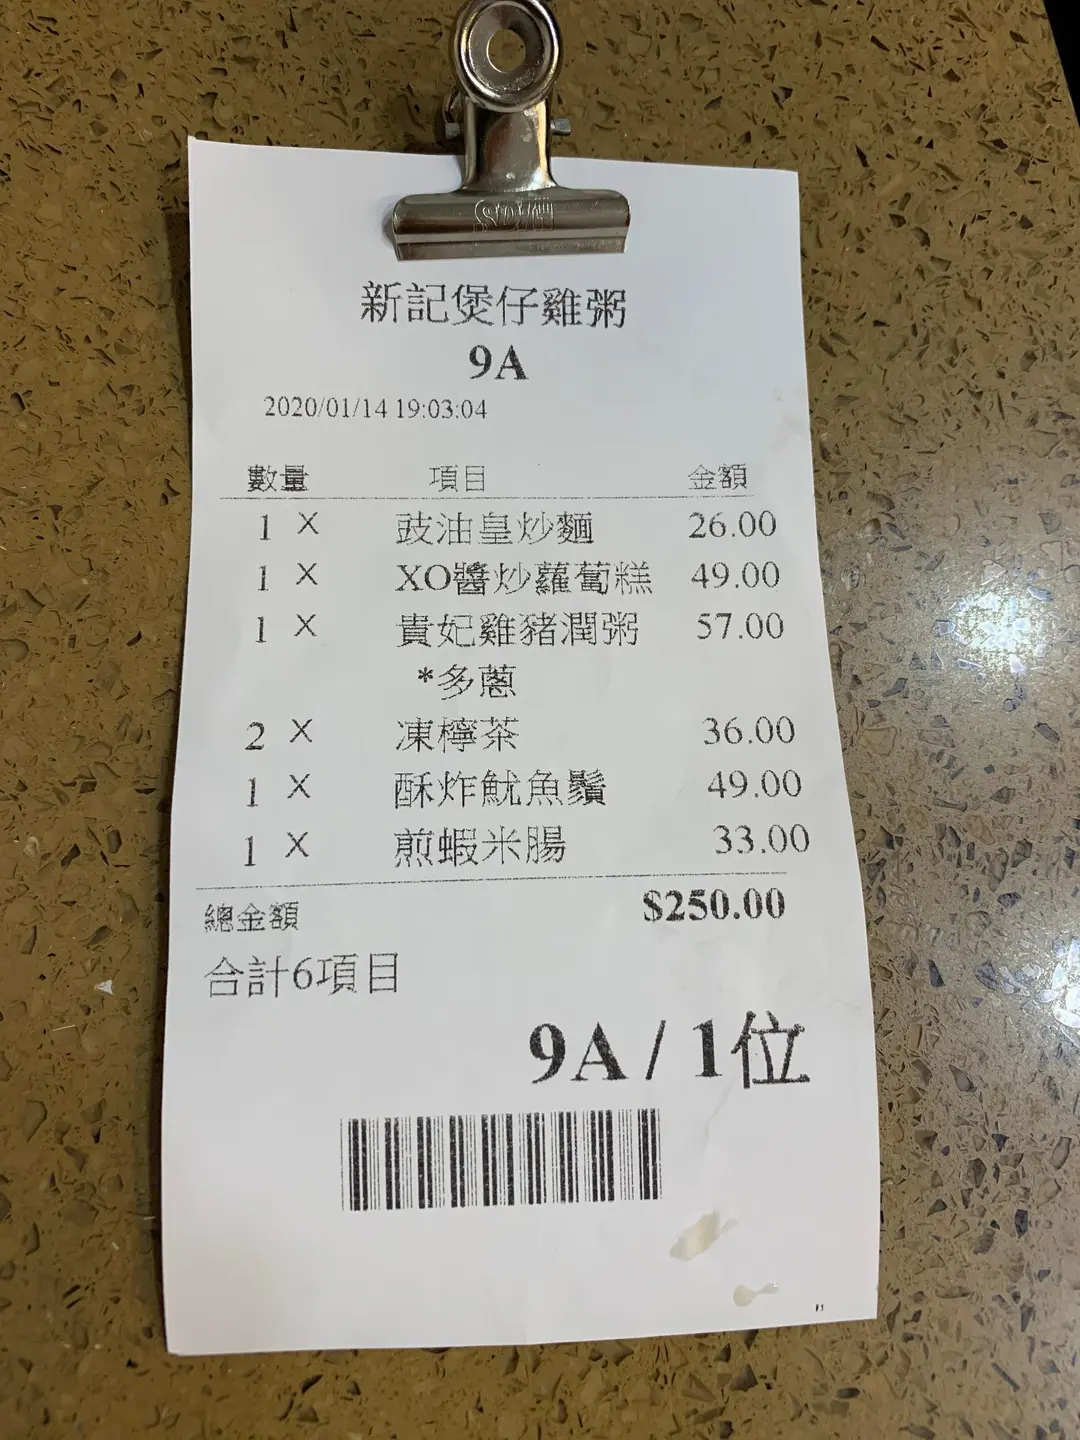 新記煲仔雞粥
9A
2020/01/14 19:03:04
數量 項目 金額
1 X 豉油皇炒麵 26.00
1 X XO醬炒蘿蔔糕 49.00
1 X 貴妃雞豬潤粥 57.00
*多蔥
2 X 凍檸茶 36.00
1 X 酥炸魷魚鬚 49.00
1 X 煎蝦米腸 33.00
總金額 $250.00
合計6項目
9A / 1位